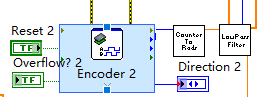 Reset 2
TF
Overflow? 2
TF
Encoder 2
Counter
To
Rads
LowPass
Filter
Direction 2